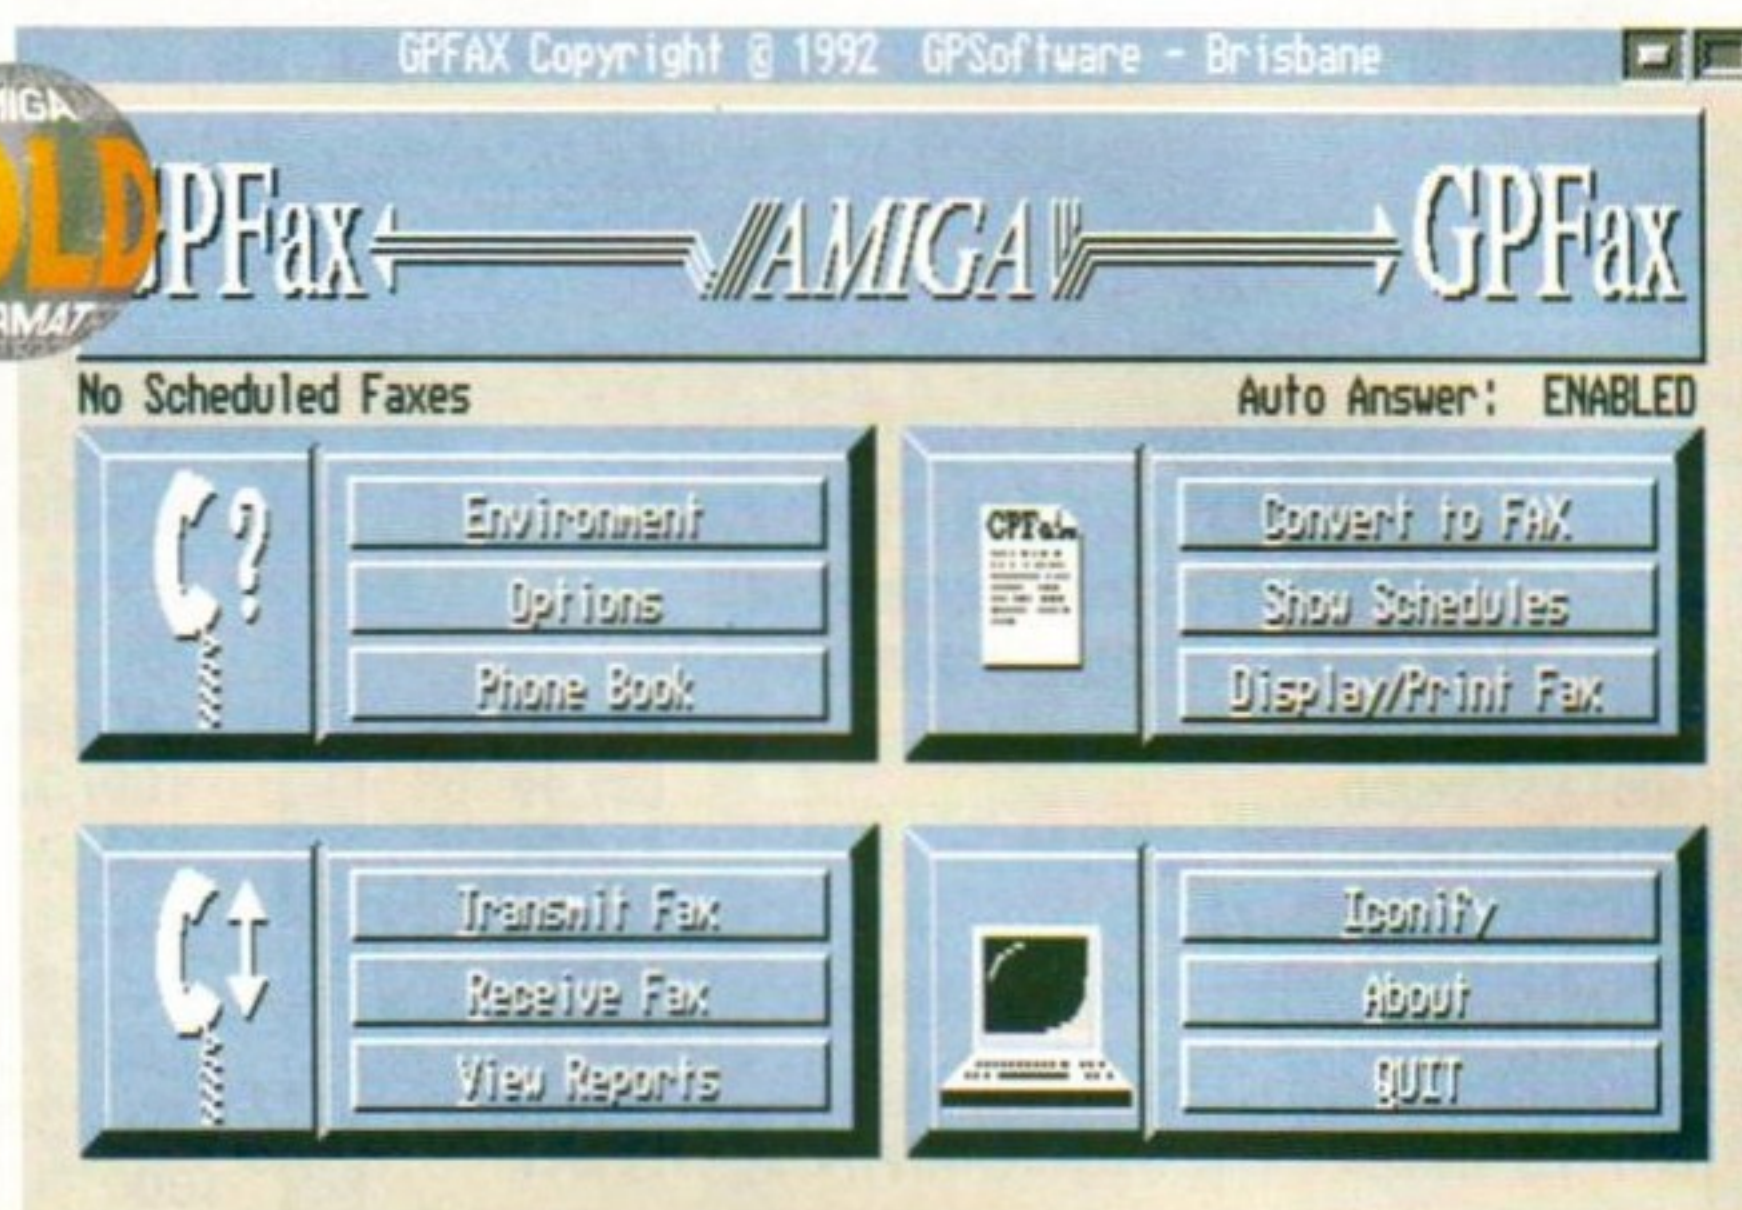 GPFAX Copyright © 1992 GPSoftware - Brisbane
GPFax AMIGA GPFax
No Scheduled Faxes
Auto Answer: ENABLED
Environment
Options
Phone Book
Convert to FAX
Show Schedules
Display/Print Fax
Transmit Fax
Receive Fax
View Reports
Iconify
About
QUIT